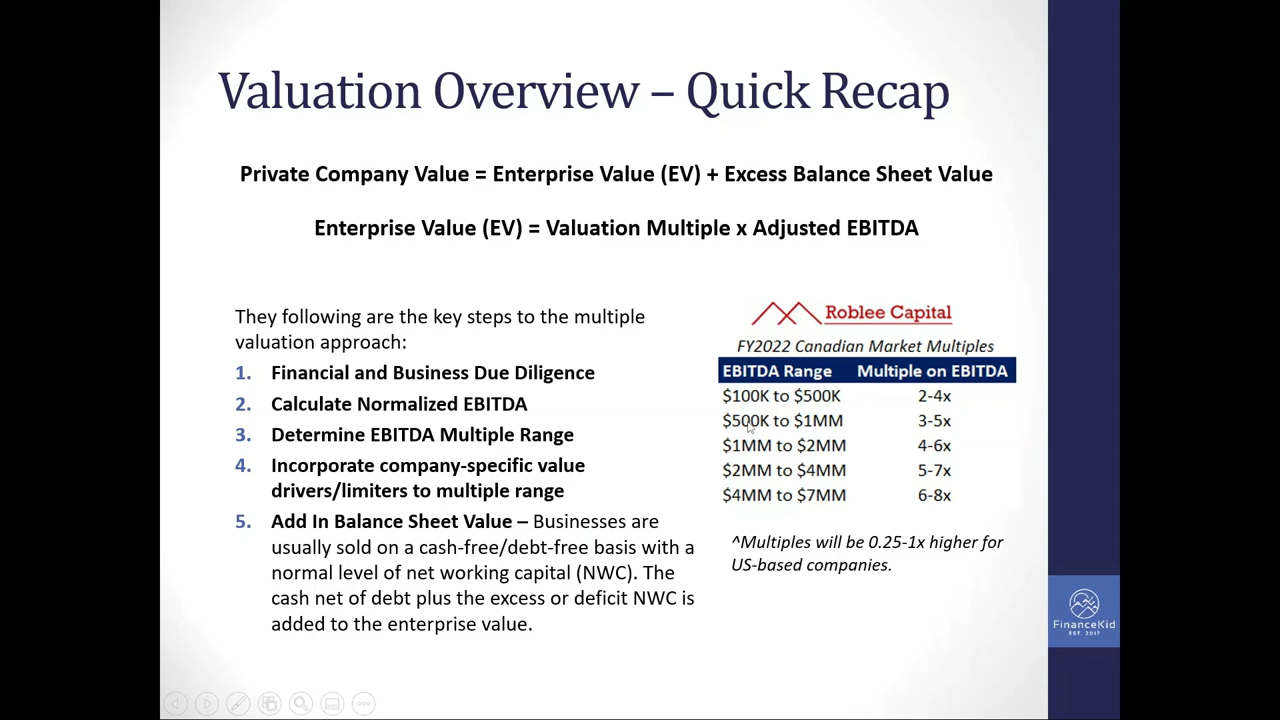 Valuation Overview – Quick Recap
Private Company Value = Enterprise Value (EV) + Excess Balance Sheet Value
Enterprise Value (EV) = Valuation Multiple x Adjusted EBITDA
They following are the key steps to the multiple
valuation approach:
1. Financial and Business Due Diligence
2. Calculate Normalized EBITDA
3. Determine EBITDA Multiple Range
4. Incorporate company-specific value
drivers/limiters to multiple range
5. Add In Balance Sheet Value – Businesses are
usually sold on a cash-free/debt-free basis with a
normal level of net working capital (NWC). The
cash net of debt plus the excess or deficit NWC is
added to the enterprise value.
Roblee Capital
FY2022 Canadian Market Multiples
EBITDA Range Multiple on EBITDA
$100K to $500K 2-4x
$500K to $1MM 3-5x
$1MM to $2MM 4-6x
$2MM to $4MM 5-7x
$4MM to $7MM 6-8x
^Multiples will be 0.25-1x higher for
US-based companies.
FinanceKid
EST. 2017